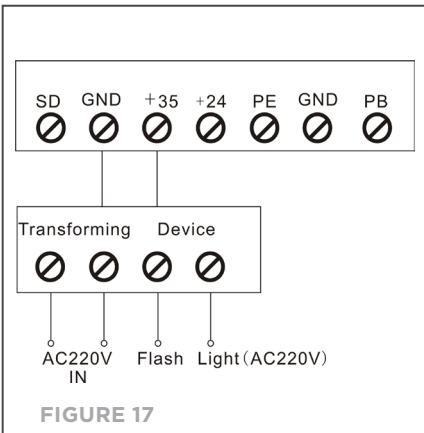 SD GND +35 +24 PE GND PB
Transforming Device
AC220V Flash Light(AC220V)
IN
FIGURE 17